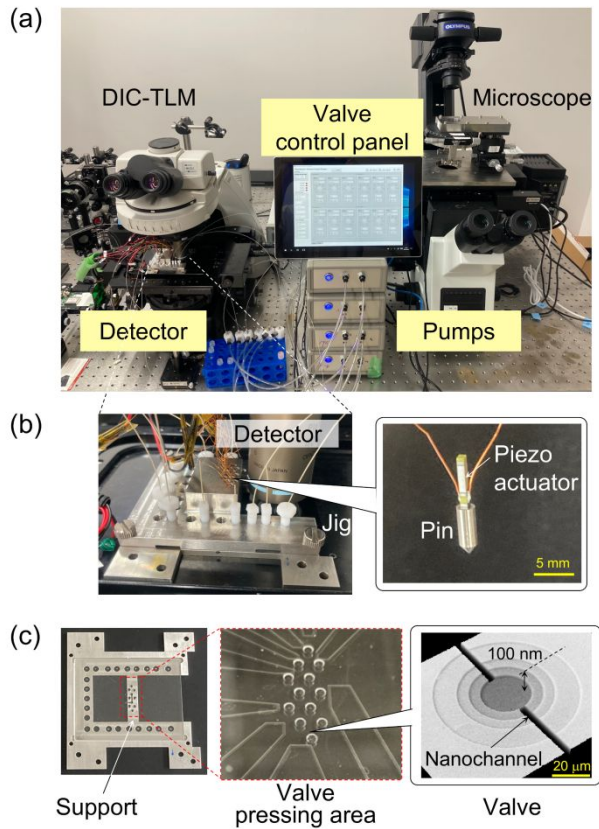 (a)
OLYMPUS
DIC-TLM
Valve
control panel
Microscope
Detector
Pumps
(b)
Detector
JAPAN
Jig
Piezo
actuator
Pin
5 mm
(c)
100 nm
Nanochannel
20 μm
Support
Valve
pressing area
Valve